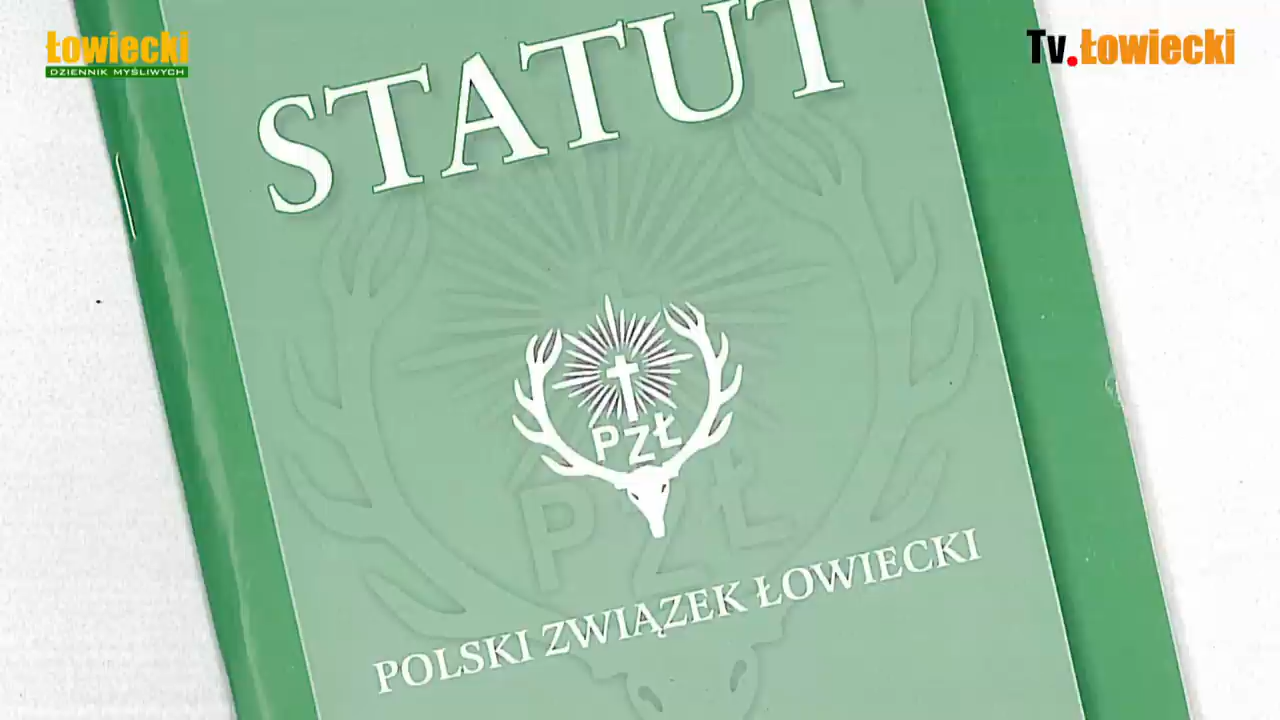 Łowiecki
DZIENNIK MYŚLIWYCH
Tv.Łowiecki
STATUT
PZŁ
PZŁ
POLSKI ZWIĄZEK ŁOWIECKI